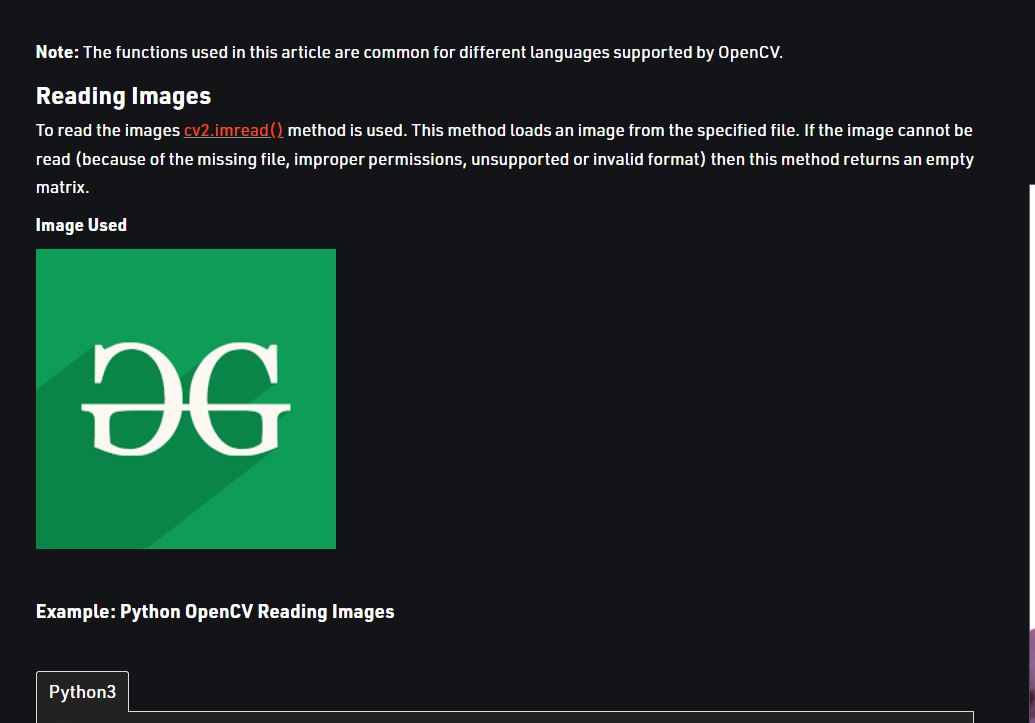 Note: The functions used in this article are common for different languages supported by OpenCV.
Reading Images
To read the images cv2.imread() method is used. This method loads an image from the specified file. If the image cannot be
read (because of the missing file, improper permissions, unsupported or invalid format) then this method returns an empty
matrix.
Image Used
Example: Python OpenCV Reading Images
Python3